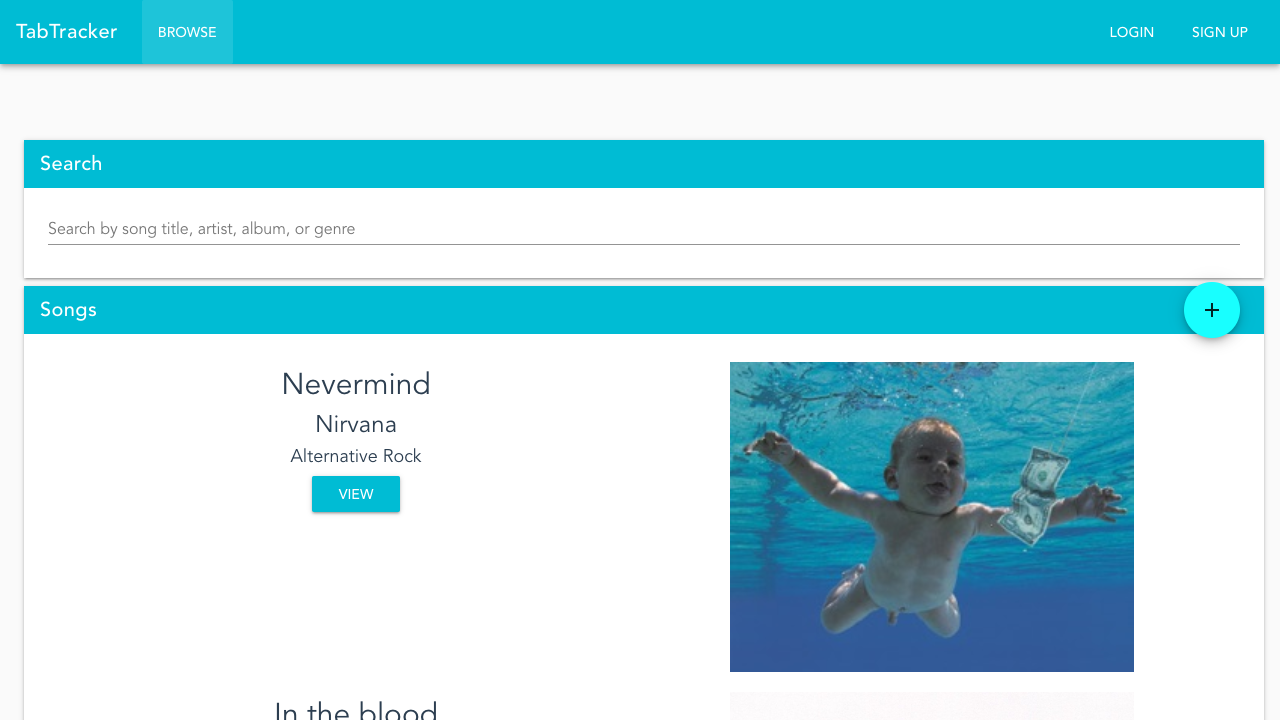 TabTracker BROWSE LOGIN SIGN UP
Search
Search by song title, artist, album, or genre
Songs
+
Nevermind
Nirvana
Alternative Rock
VIEW
In the blood